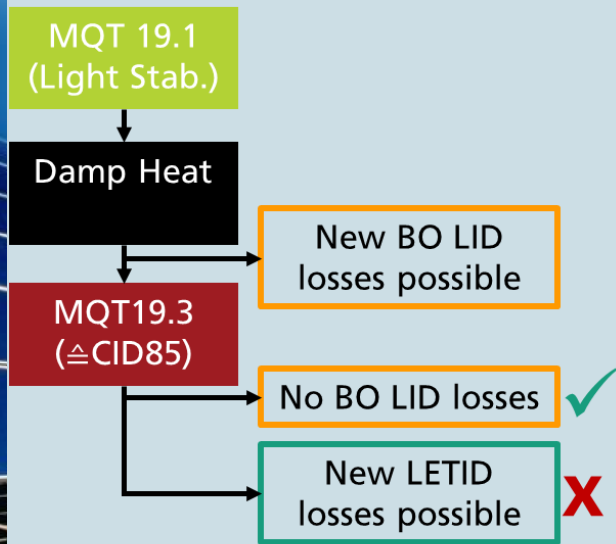 MQT 19.1
(Light Stab.)
Damp Heat
New BO LID
losses possible
MQT19.3
(≙CID85)
No BO LID losses
New LETID
losses possible
X